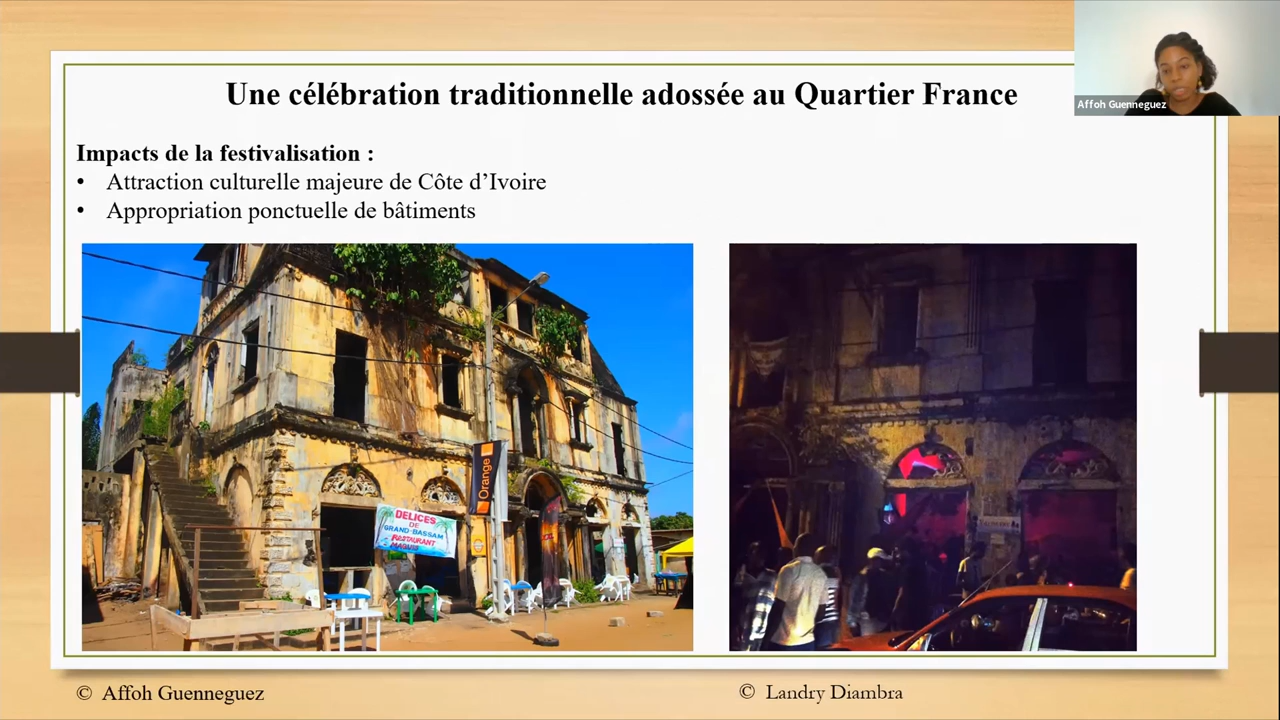 Une célébration traditionnelle adossée au Quartier France
Affoh Guenneguez
Impacts de la festivalisation :
• Attraction culturelle majeure de Côte d’Ivoire
• Appropriation ponctuelle de bâtiments
Orange
DELICES
DE
GRAND-BASSAM
RESTAURANT
MAQUIS
© Affoh Guenneguez
© Landry Diambra